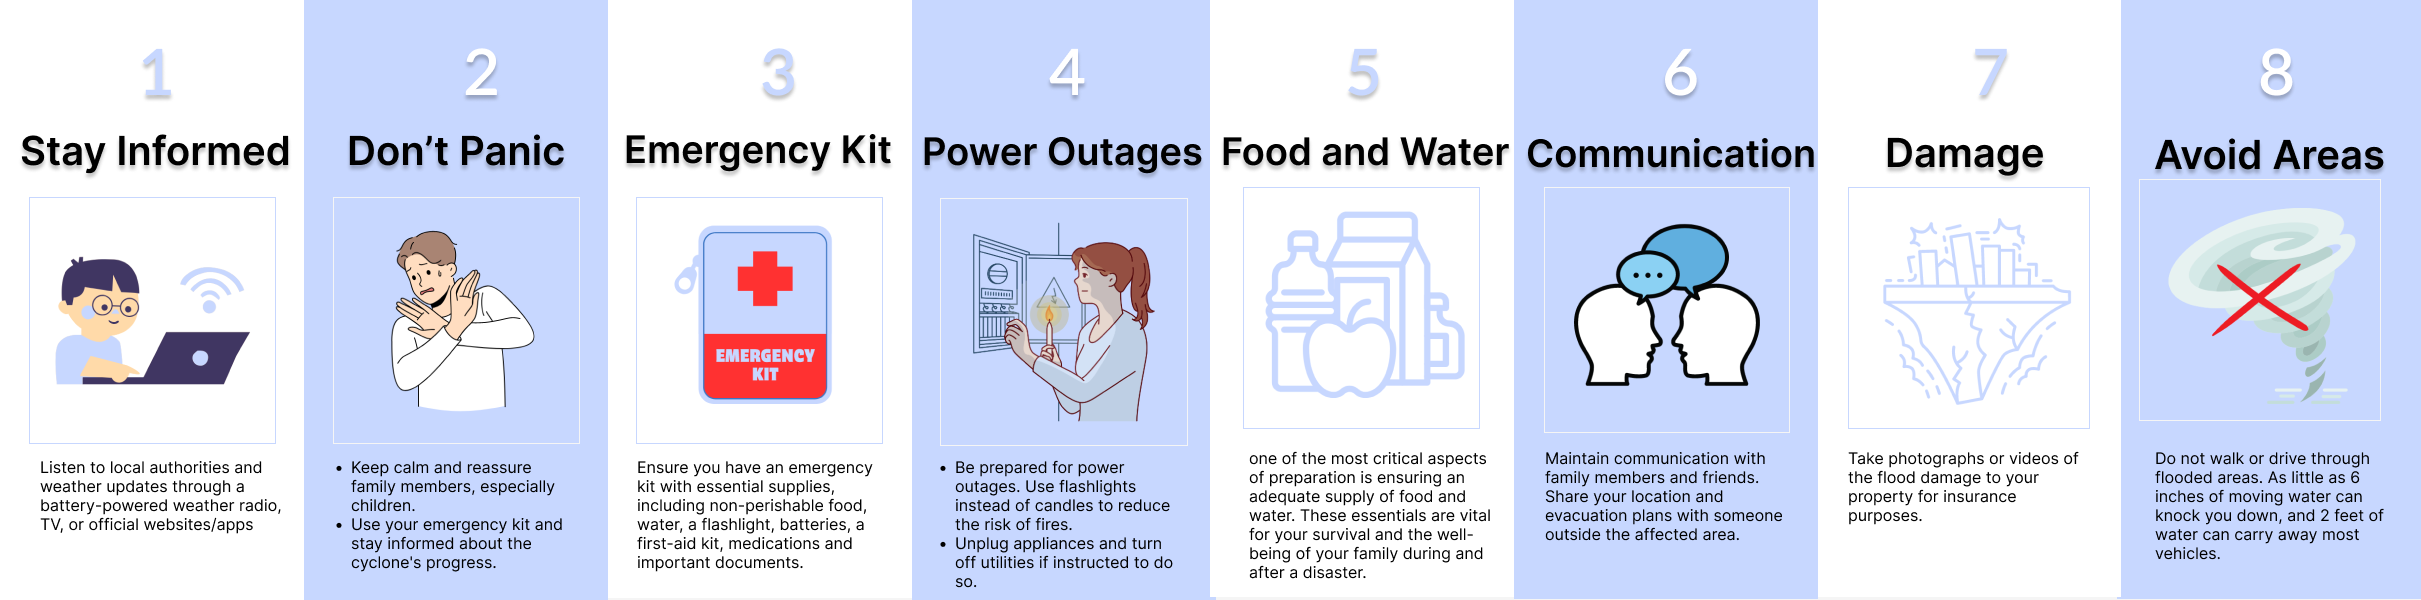 1
Stay Informed
Listen to local authorities and
weather updates through a
battery-powered weather radio,
TV, or official websites/apps
2
Don’t Panic
• Keep calm and reassure
family members, especially
children.
• Use your emergency kit and
stay informed about the
cyclone's progress.
3
Emergency Kit
EMERGENCY
KIT
Ensure you have an emergency
kit with essential supplies,
including non-perishable food,
water, a flashlight, batteries, a
first-aid kit, medications and
important documents.
4
Power Outages
• Be prepared for power
outages. Use flashlights
instead of candles to reduce
the risk of fires.
• Unplug appliances and turn
off utilities if instructed to do
so.
5
Food and Water
one of the most critical aspects
of preparation is ensuring an
adequate supply of food and
water. These essentials are vital
for your survival and the well-
being of your family during and
after a disaster.
6
Communication
Maintain communication with
family members and friends.
Share your location and
evacuation plans with someone
outside the affected area.
7
Damage
Take photographs or videos of
the flood damage to your
property for insurance
purposes.
8
Avoid Areas
Do not walk or drive through
flooded areas. As little as 6
inches of moving water can
knock you down, and 2 feet of
water can carry away most
vehicles.